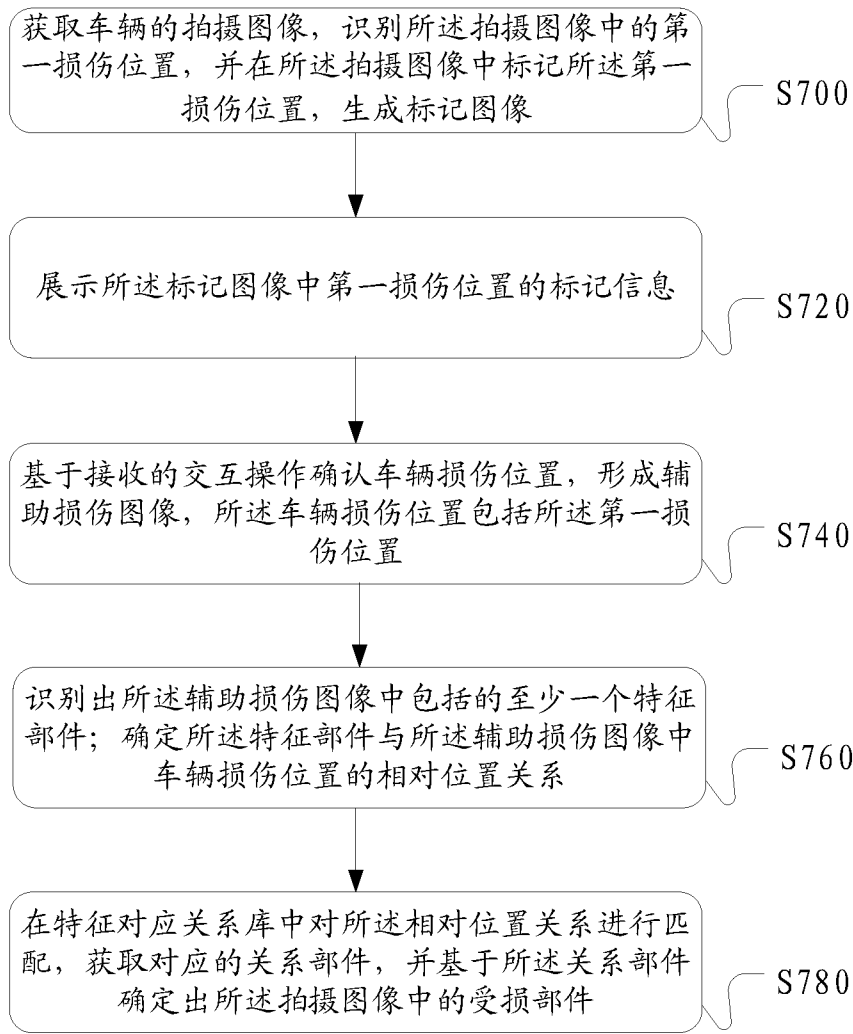 获取车辆的拍摄图像，识别所述拍摄图像中的第
一损伤位置，并在所述拍摄图像中标记所述第一
损伤位置，生成标记图像
S700
展示所述标记图像中第一损伤位置的标记信息
S720
基于接收的交互操作确认车辆损伤位置，形成辅
助损伤图像，所述车辆损伤位置包括所述第一损
伤位置
S740
识别出所述辅助损伤图像中包括的至少一个特征
部件；确定所述特征部件与所述辅助损伤图像中
车辆损伤位置的相对位置关系
S760
在特征对应关系库中对所述相对位置关系进行匹
配，获取对应的关系部件，并基于所述关系部件
确定出所述拍摄图像中的受损部件
S780